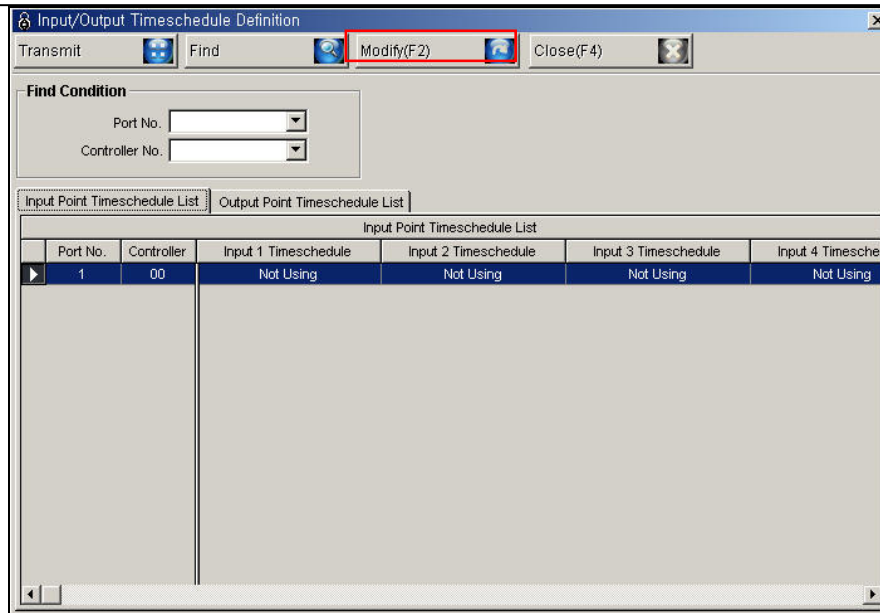 Input/Output Timeschedule Definition
Transmit Find Modify(F2) Close(F4)
Find Condition
Port No.
Controller No.
Input Point Timeschedule List Output Point Timeschedule List
Input Point Timeschedule List
Port No. Controller Input 1 Timeschedule Input 2 Timeschedule Input 3 Timeschedule Input 4 Timesche
1 00 Not Using Not Using Not Using Not Using